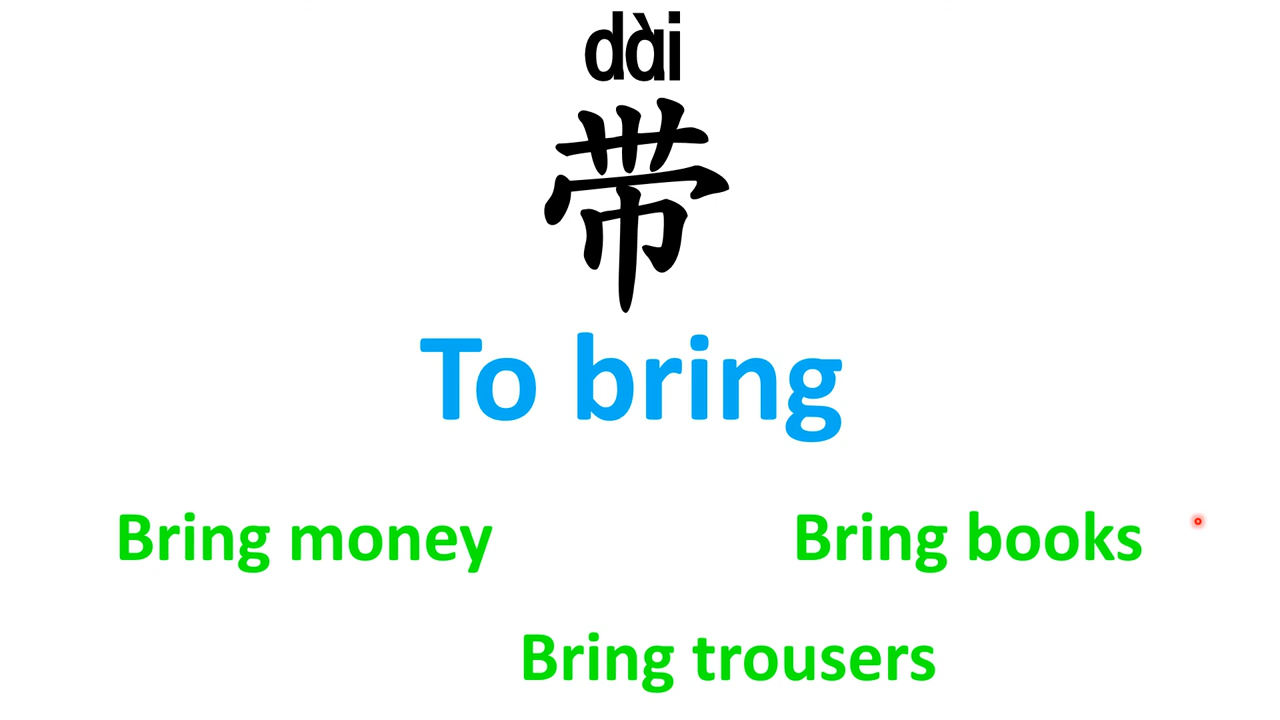 dài
带
To bring
Bring money
Bring books
Bring trousers